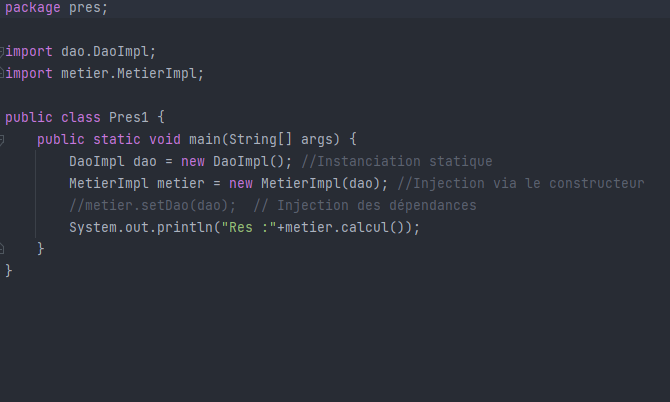 package pres;
import dao.DaoImpl;
import metier.MetierImpl;
public class Pres1 {
public static void main(String[] args) {
DaoImpl dao = new DaoImpl(); //Instanciation statique
MetierImpl metier = new MetierImpl(dao); //Injection via le constructeur
//metier.setDao(dao);  // Injection des dépendances
System.out.println("Res :"+metier.calcul());
}
}